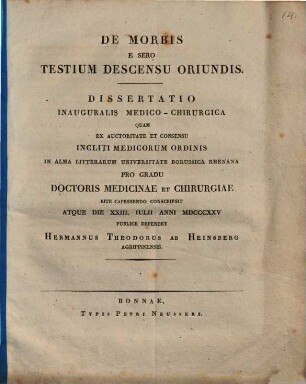 14.
DE MORBIS
E SERO
TESTIUM DESCENSU ORIUNDIS.
DISSERTATIO
INAUGURALIS MEDICO-CHIRURGICA
QUAM
EX AUCTORITATE ET CONSENSU
INCLITI MEDICORUM ORDINIS
IN ALMA LITTERARUM UNIVERSITATE BORUSSICA RHENANA
PRO GRADU
DOCTORIS MEDICINAE ET CHIRURGIAE
RITE CAPESSENDO CONSCRIPSIT
ATQUE DIE XXIII. IULII ANNI MDCCCXXV
PUBLICE DEFENDET
HERMANNUS THEODORUS AB HEINSBERG
AGRIPPINENSIS.
BONNAE,
TYPIS PETRI NEUSSERI.